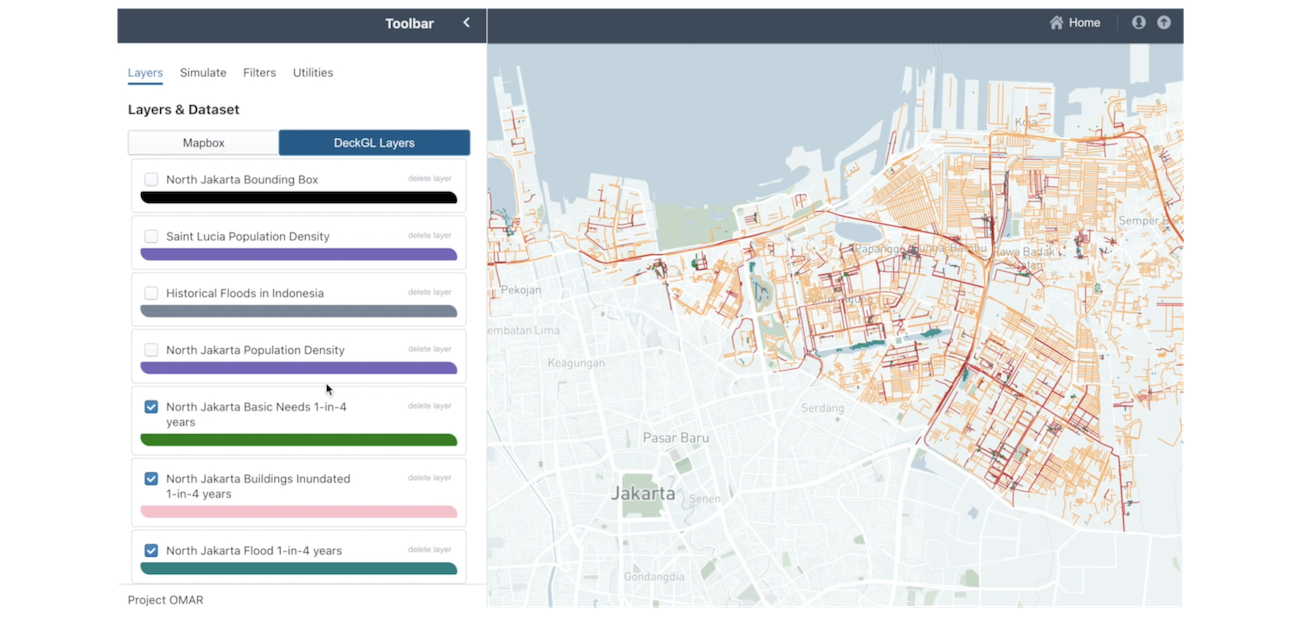 Toolbar
Home
Layers
Simulate
Filters
Utilities
Layers & Dataset
Mapbox
DeckGL Layers
North Jakarta Bounding Box
delete layer
Saint Lucia Population Density
delete layer
Historical Floods in Indonesia
delete layer
North Jakarta Population Density
delete layer
North Jakarta Basic Needs 1-in-4
years
delete layer
North Jakarta Buildings Inundated
1-in-4 years
delete layer
North Jakarta Flood 1-in-4 years
delete layer
Project OMAR
Koja
Semper
Papanggo
Rawa Badak
Pekojan
embatan Lima
Keagungan
Serdang
Pasar Baru
Jakarta
Senen
Gondangdia